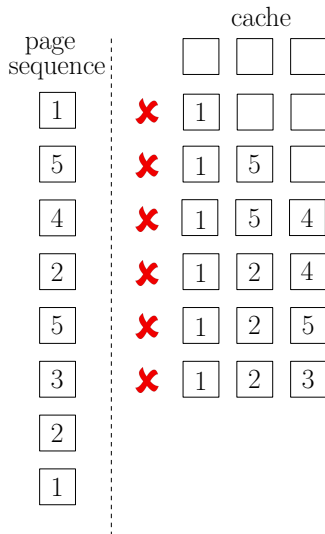 cache
page
sequence
1 ✘ 1
5 ✘ 1 5
4 ✘ 1 5 4
2 ✘ 1 2 4
5 ✘ 1 2 5
3 ✘ 1 2 3
2
1